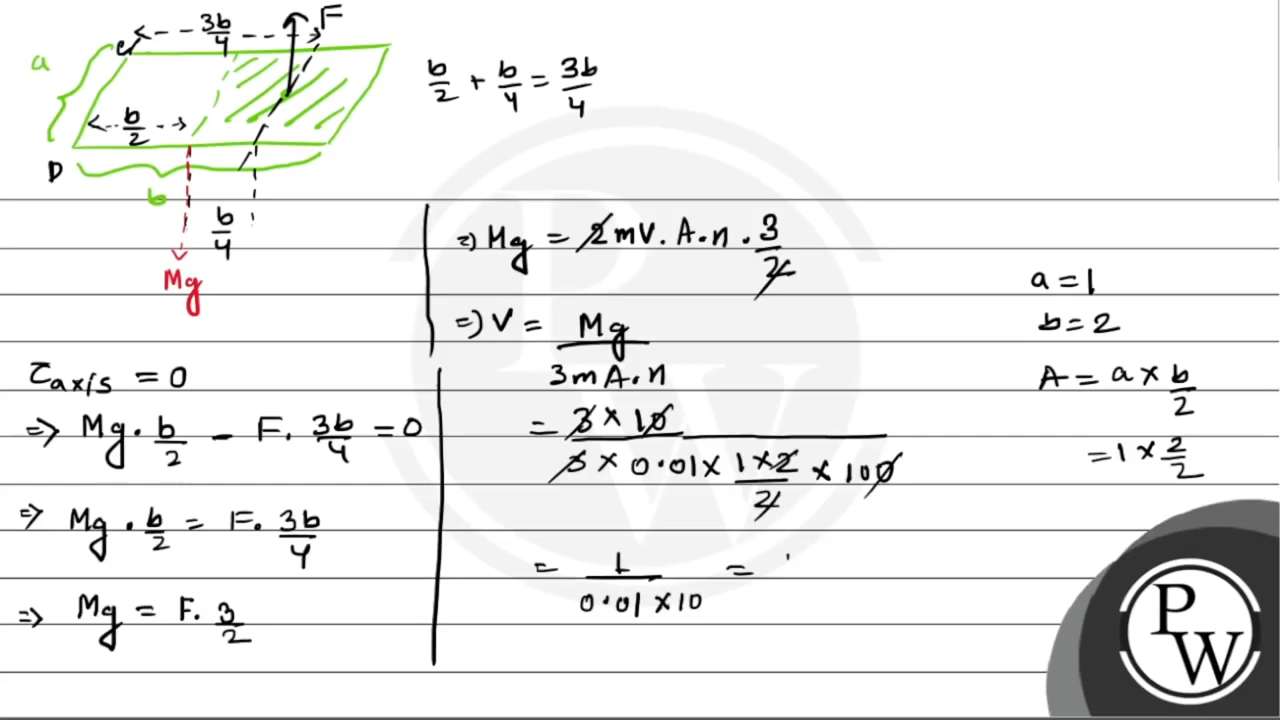 3b/4
F
C
a
b/2
D
b
b/4
Mg
b/2 + b/4 = 3b/4
τaxis = 0
=> Mg · b/2 - F · 3b/4 = 0
=> Mg · b/2 = F · 3b/4
=> Mg = F · 3/2
=) Mg = 2mV · A · n · 3/2
=) V = Mg / 3mA·n
= 3 × 10 / 3 × 0.01 × 1×2/2 × 100
= 1 / 0.01 × 10 =
a = 1
b = 2
A = a × b/2
= 1 × 2/2
P
W
PW